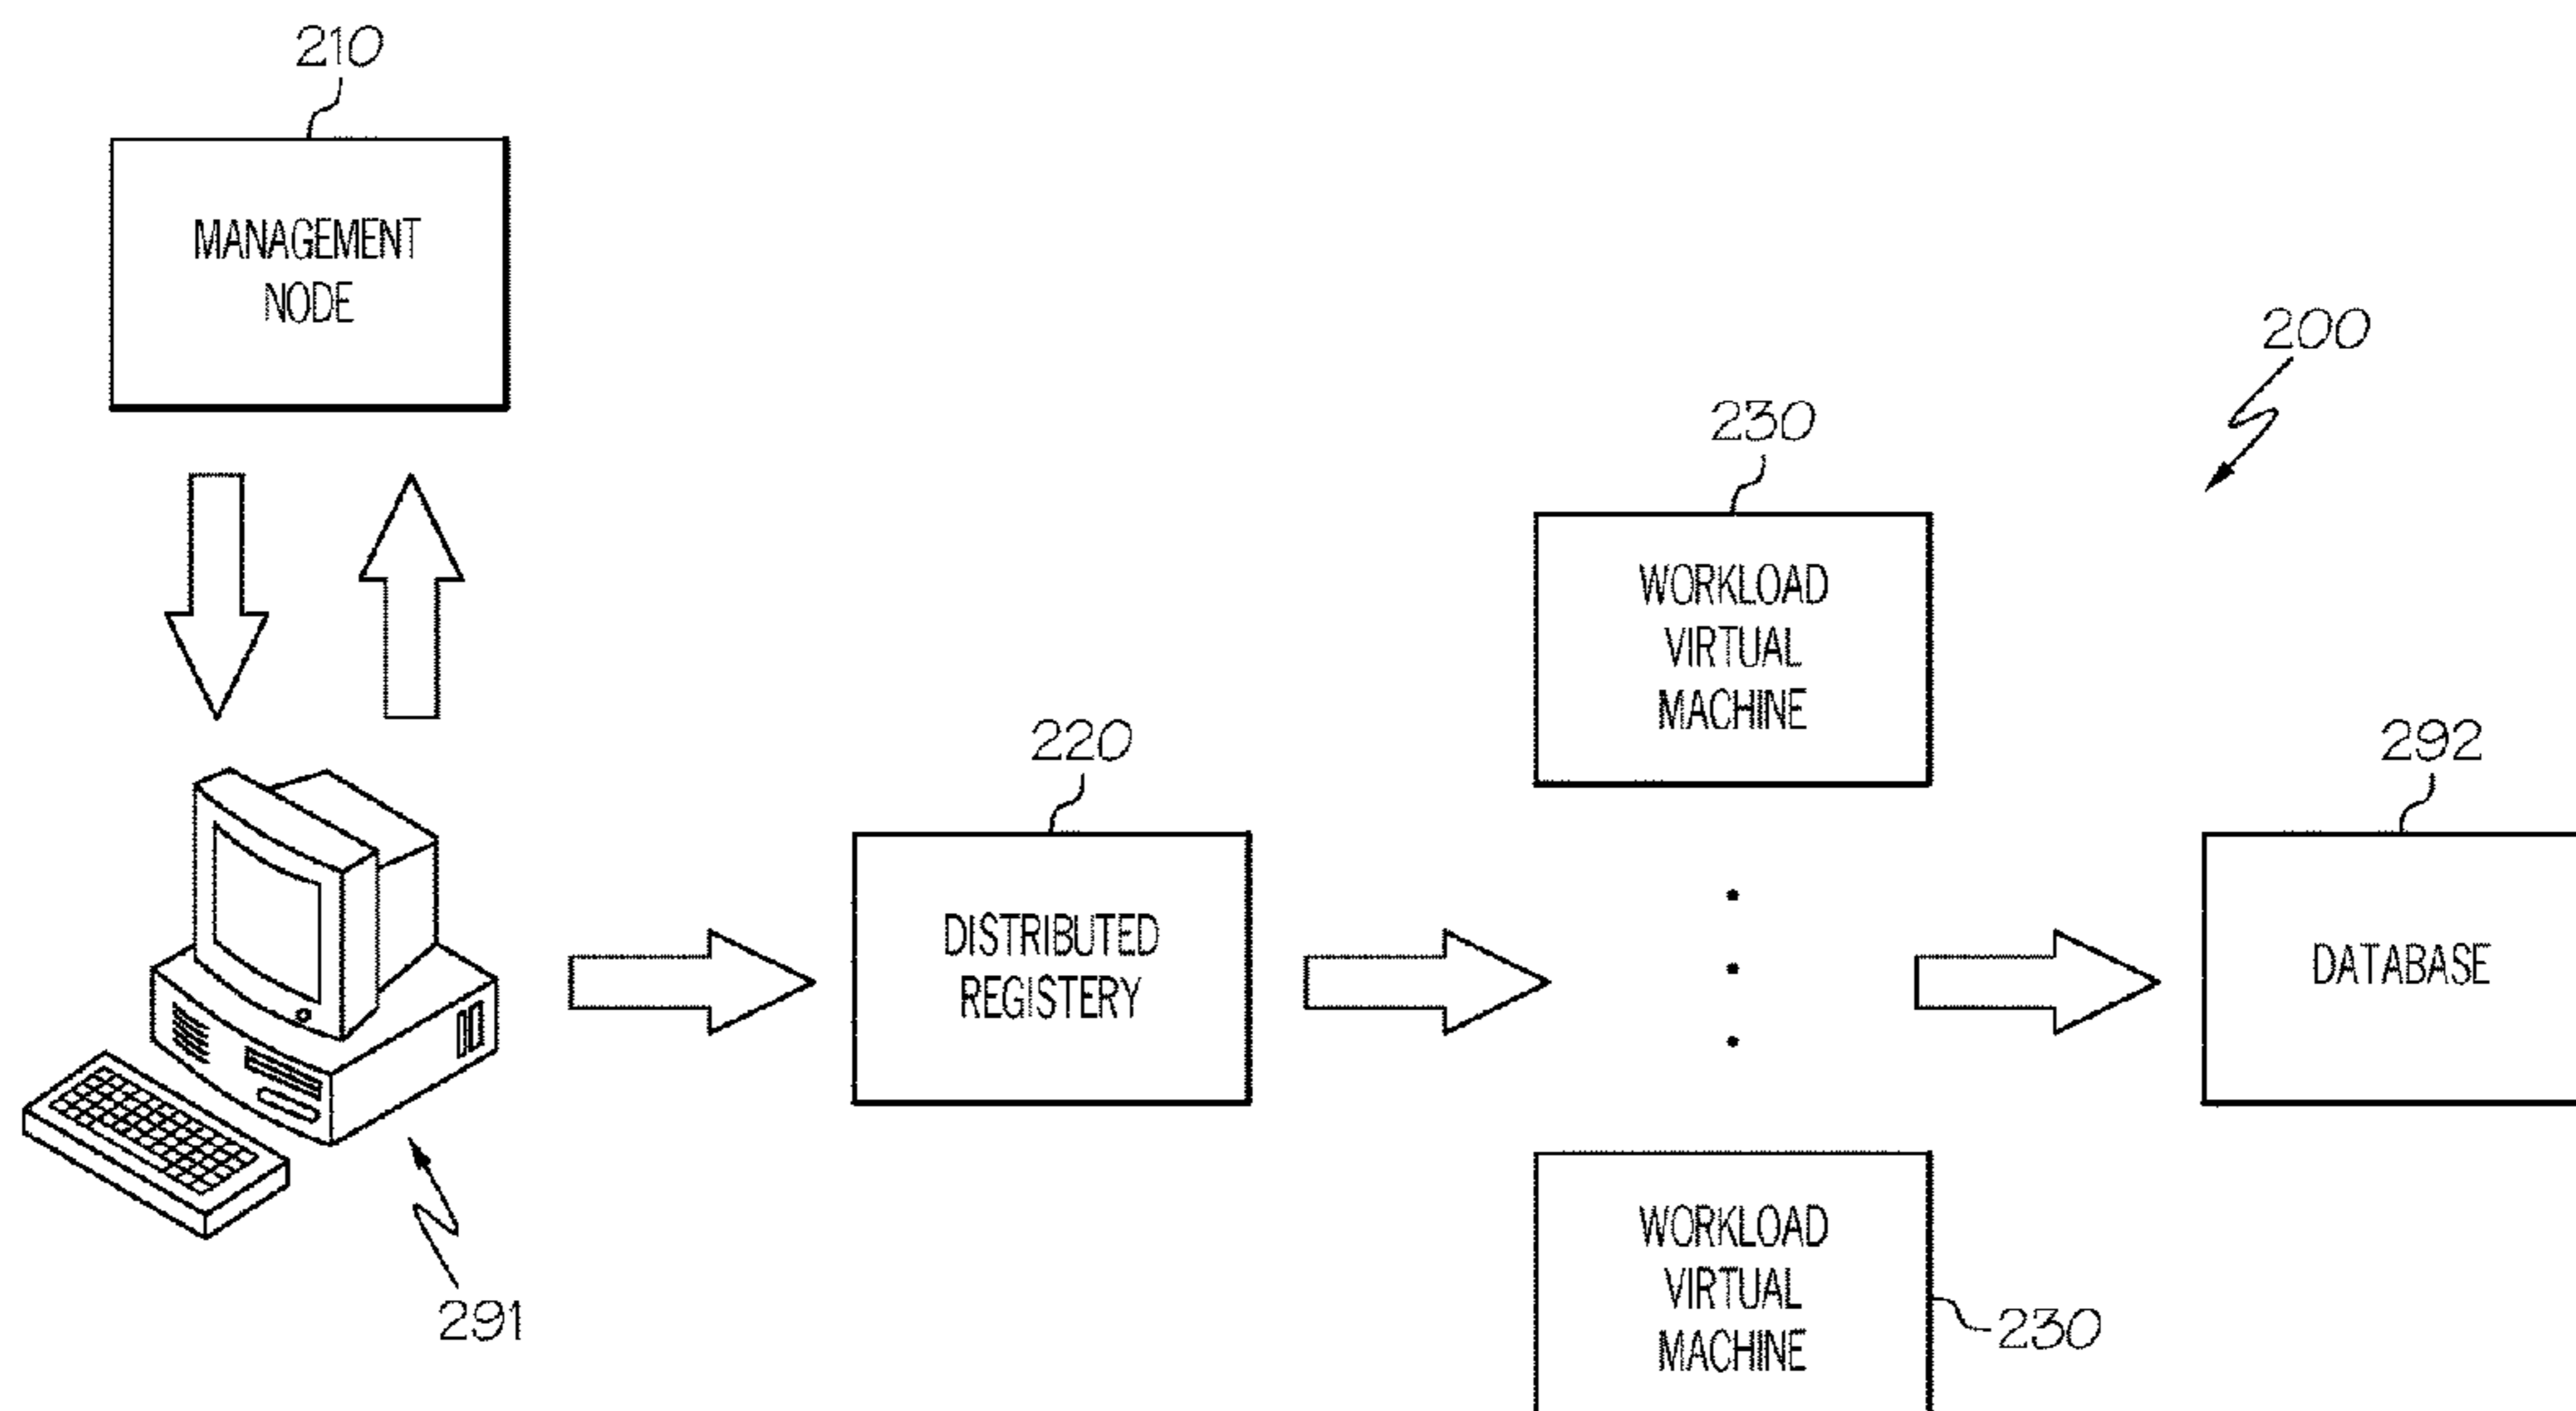 210
MANAGEMENT
NODE
200
230
WORKLOAD
VIRTUAL
MACHINE
220
DISTRIBUTED
REGISTERY
292
DATABASE
291
WORKLOAD
VIRTUAL
MACHINE
230